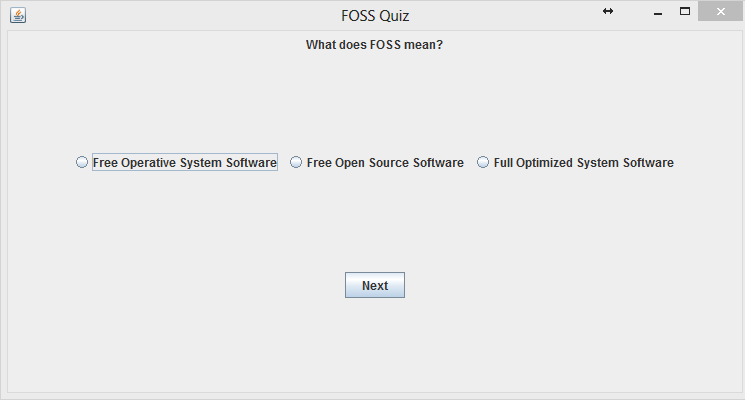 FOSS Quiz
What does FOSS mean?
Free Operative System Software
Free Open Source Software
Full Optimized System Software
Next